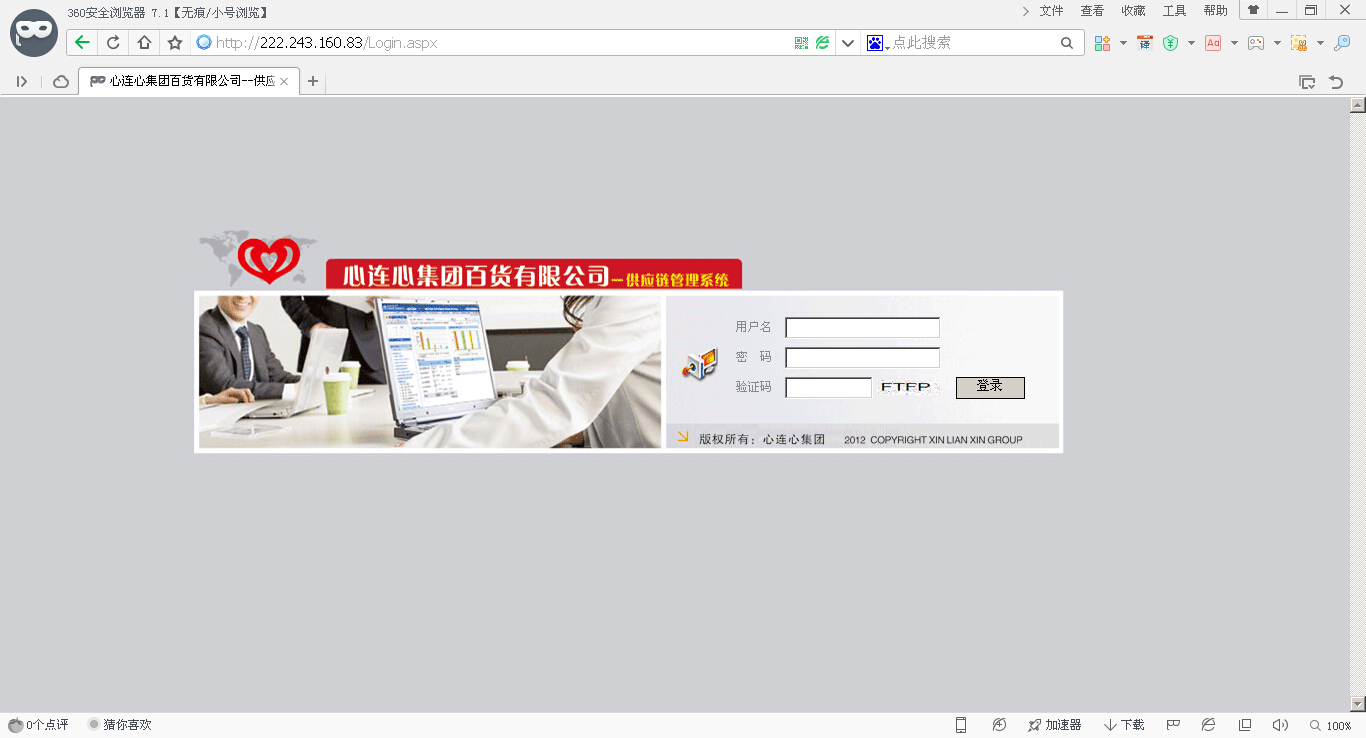 360安全浏览器 7.1【无痕/小号浏览】
文件 查看 收藏 工具 帮助
http://222.243.160.83/Login.aspx
点此搜索
译
Aa
心连心集团百货有限公司--供应
心连心集团百货有限公司—供应链管理系统
用户名
密 码
验证码
登录
版权所有：心连心集团 2012 COPYRIGHT XIN LIAN XIN GROUP
0个点评 猜你喜欢
加速器 下载 100%